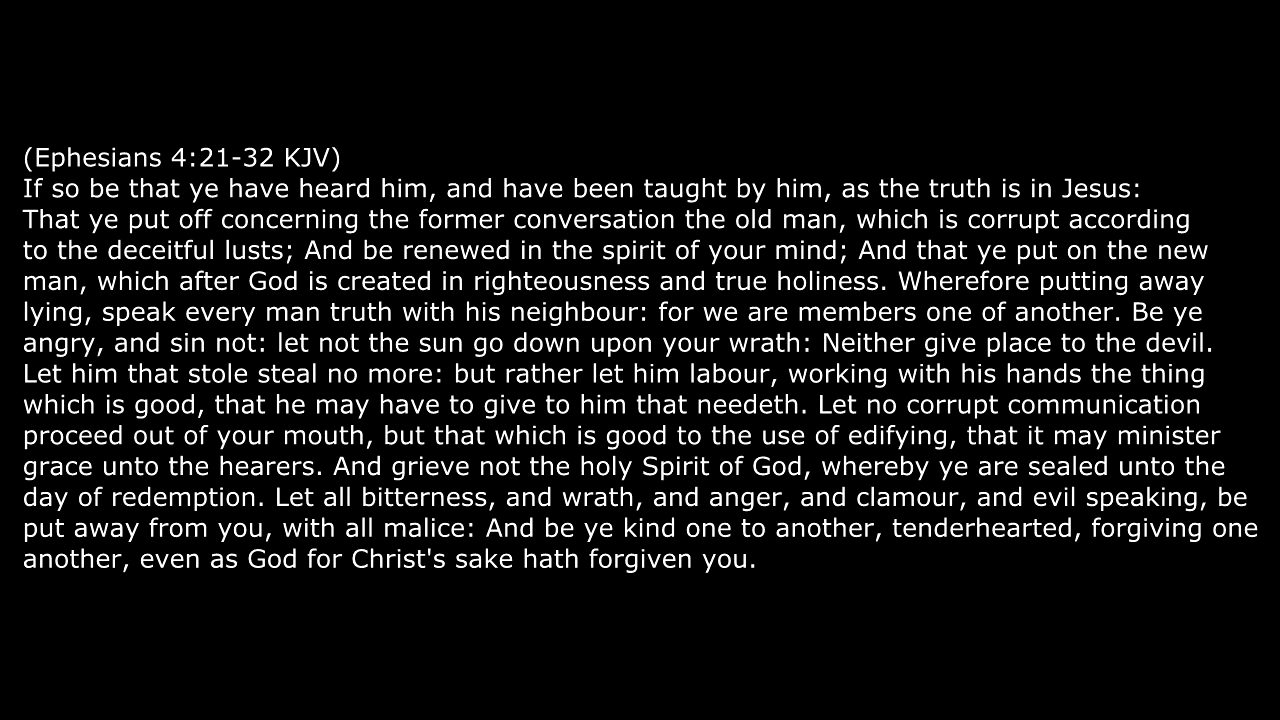 (Ephesians 4:21-32 KJV)
If so be that ye have heard him, and have been taught by him, as the truth is in Jesus:
That ye put off concerning the former conversation the old man, which is corrupt according
to the deceitful lusts; And be renewed in the spirit of your mind; And that ye put on the new
man, which after God is created in righteousness and true holiness. Wherefore putting away
lying, speak every man truth with his neighbour: for we are members one of another. Be ye
angry, and sin not: let not the sun go down upon your wrath: Neither give place to the devil.
Let him that stole steal no more: but rather let him labour, working with his hands the thing
which is good, that he may have to give to him that needeth. Let no corrupt communication
proceed out of your mouth, but that which is good to the use of edifying, that it may minister
grace unto the hearers. And grieve not the holy Spirit of God, whereby ye are sealed unto the
day of redemption. Let all bitterness, and wrath, and anger, and clamour, and evil speaking, be
put away from you, with all malice: And be ye kind one to another, tenderhearted, forgiving one
another, even as God for Christ's sake hath forgiven you.